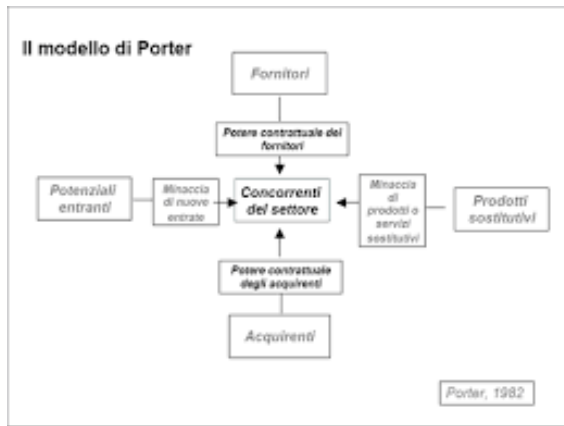 Il modello di Porter
Fornitori
Potere contrattuale dei
fornitori
Potenziali
entranti
Minaccia
di nuove
entrate
Concorrenti
del settore
Minaccia
di
prodotti o
servizi
sostitutivi
Prodotti
sostitutivi
Potere contrattuale
degli acquirenti
Acquirenti
Porter, 1982